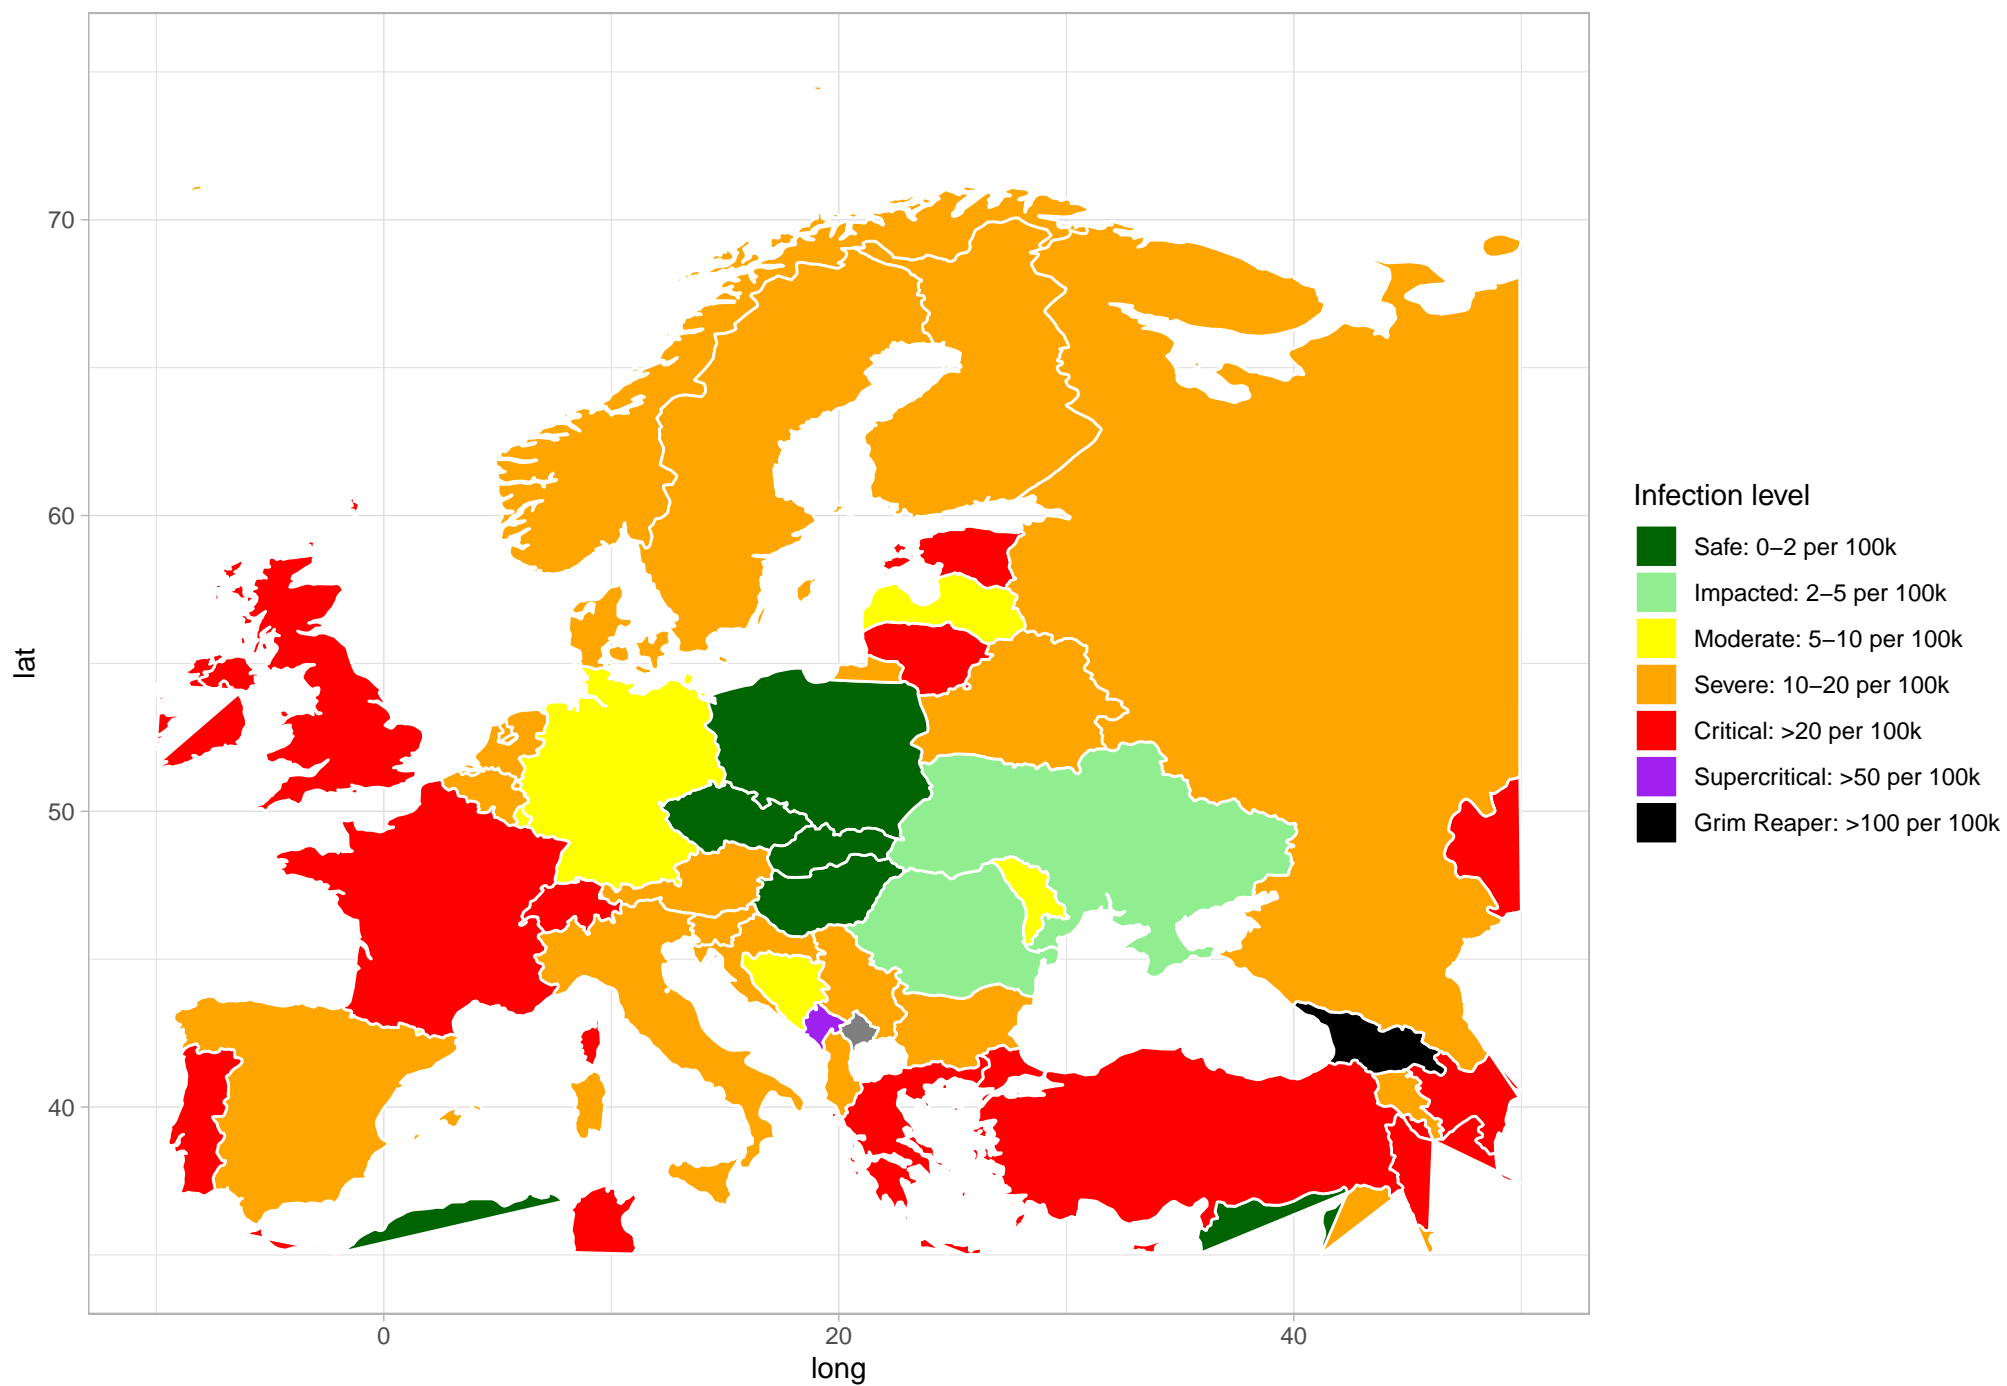 70
60
50
40
lat
0
20
40
long
Infection level
Safe: 0−2 per 100k
Impacted: 2−5 per 100k
Moderate: 5−10 per 100k
Severe: 10−20 per 100k
Critical: >20 per 100k
Supercritical: >50 per 100k
Grim Reaper: >100 per 100k